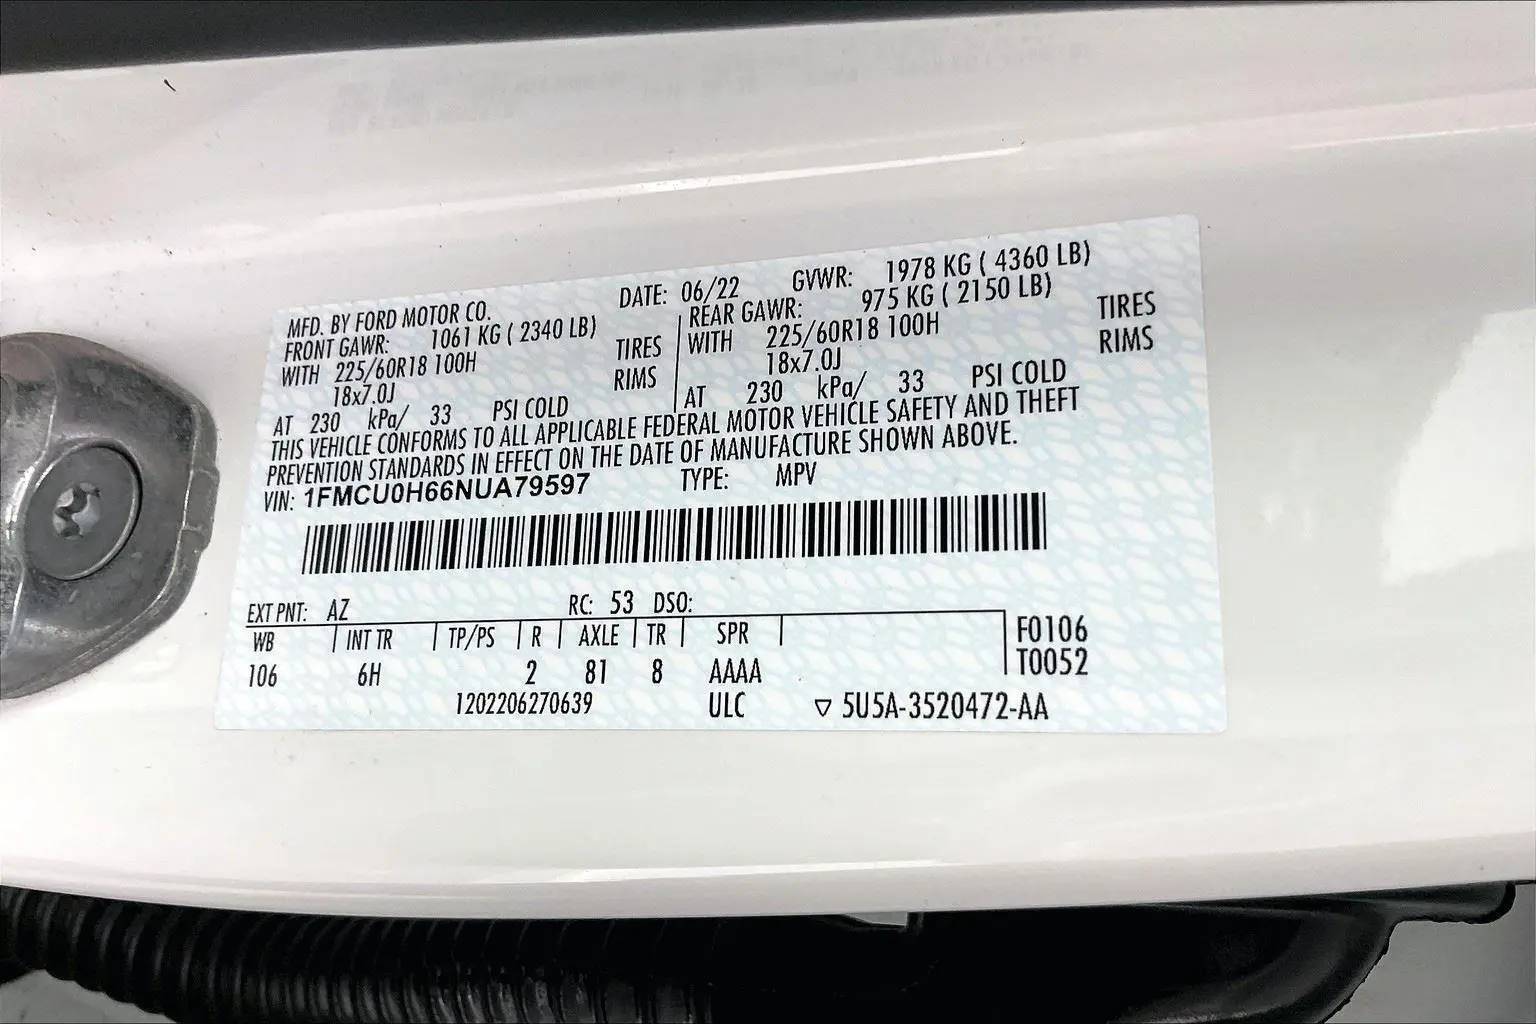 MFD. BY FORD MOTOR CO. DATE: 06/22 GVWR: 1978 KG ( 4360 LB)
FRONT GAWR: 1061 KG ( 2340 LB) REAR GAWR: 975 KG ( 2150 LB)
WITH 225/60R18 100H TIRES WITH 225/60R18 100H TIRES
18x7.0J RIMS 18x7.0J RIMS
AT 230 kPa/ 33 PSI COLD AT 230 kPa/ 33 PSI COLD
THIS VEHICLE CONFORMS TO ALL APPLICABLE FEDERAL MOTOR VEHICLE SAFETY AND THEFT
PREVENTION STANDARDS IN EFFECT ON THE DATE OF MANUFACTURE SHOWN ABOVE.
VIN: 1FMCU0H66NUA79597 TYPE: MPV
EXT PNT: AZ RC: 53 DSO:
WB INT TR TP/PS R AXLE TR SPR F0106
106 6H 2 81 8 AAAA T0052
1202206270639 ULC ▽ 5U5A-3520472-AA